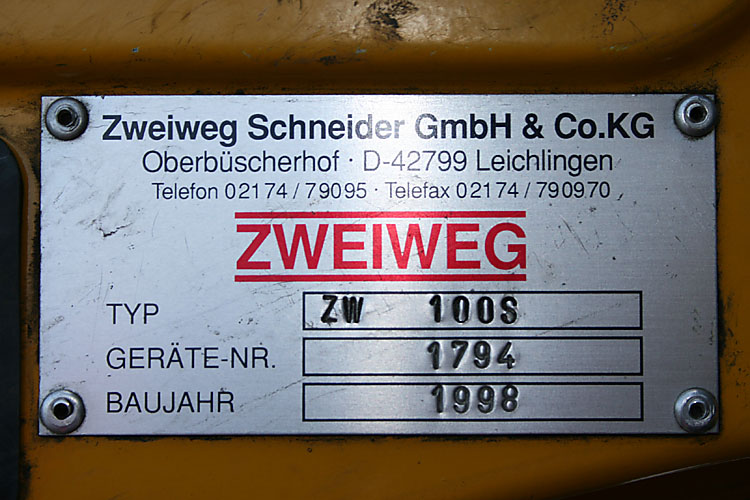 Zweiweg Schneider GmbH & Co.KG
Oberbüscherhof · D-42799 Leichlingen
Telefon 02174 / 79095 · Telefax 02174 / 790970
ZWEIWEG
TYP ZW 100S
GERÄTE-NR. 1794
BAUJAHR 1998